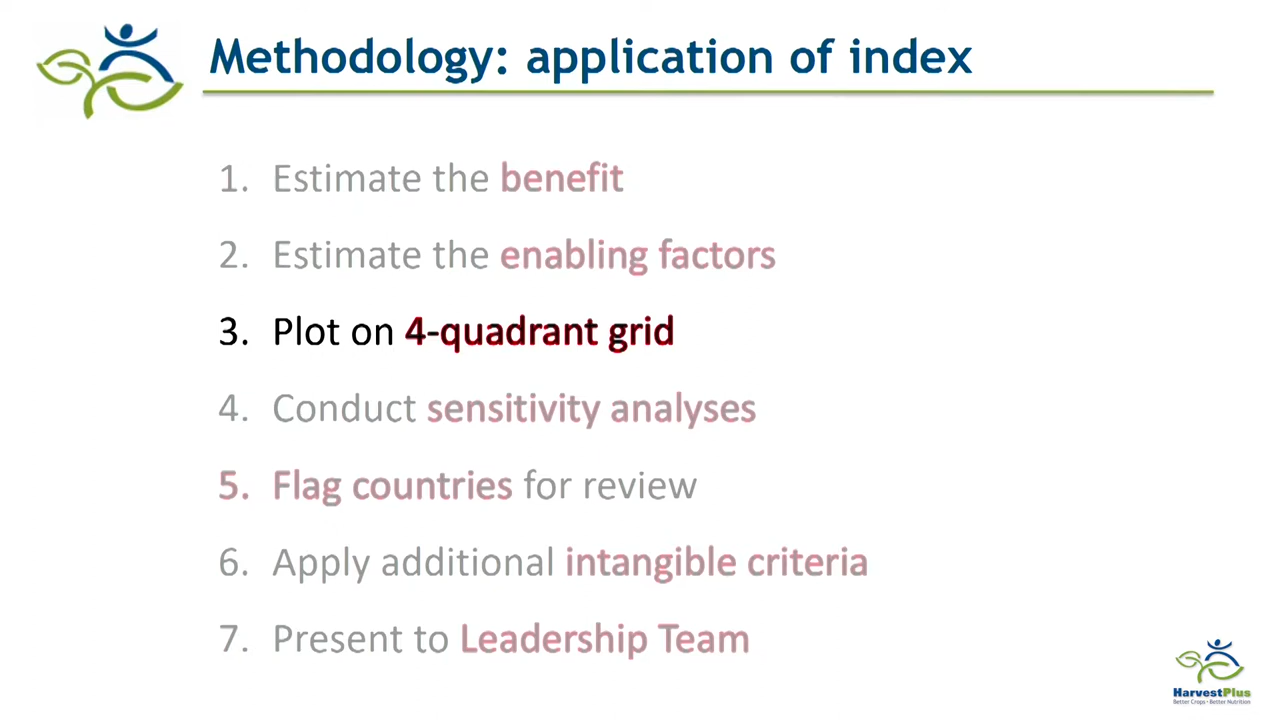 Methodology: application of index
1. Estimate the benefit
2. Estimate the enabling factors
3. Plot on 4-quadrant grid
4. Conduct sensitivity analyses
5. Flag countries for review
6. Apply additional intangible criteria
7. Present to Leadership Team
HarvestPlus
Better Crops • Better Nutrition